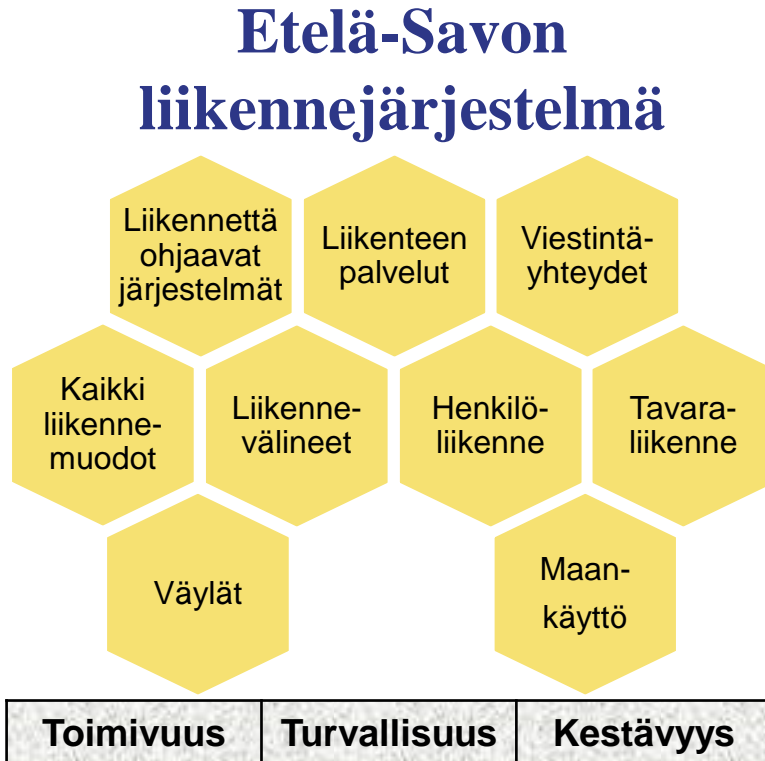 Etelä-Savon
liikennejärjestelmä
Liikennettä
ohjaavat
järjestelmät
Liikenteen
palvelut
Viestintä-
yhteydet
Kaikki
liikenne-
muodot
Liikenne-
välineet
Henkilö-
liikenne
Tavara-
liikenne
Väylät
Maan-
käyttö
Toimivuus Turvallisuus Kestävyys